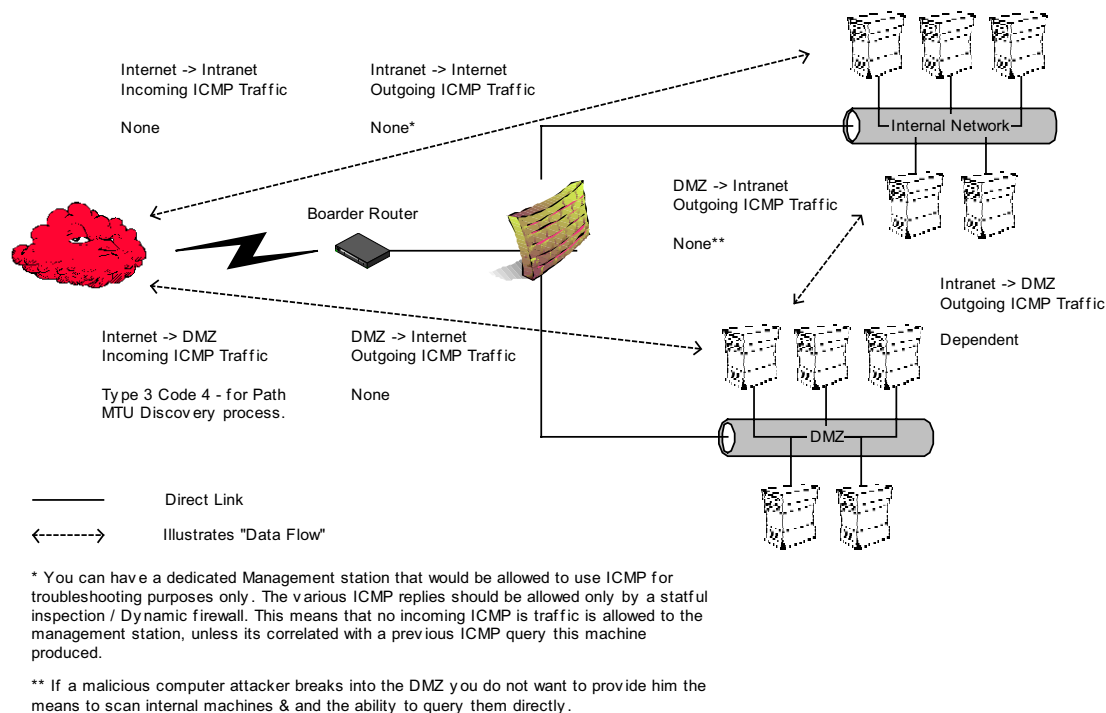 Internet -> Intranet
Incoming ICMP Traffic
None
Intranet -> Internet
Outgoing ICMP Traffic
None*
Internal Network
DMZ -> Intranet
Outgoing ICMP Traffic
None**
Boarder Router
Intranet -> DMZ
Outgoing ICMP Traffic
Dependent
Internet -> DMZ
Incoming ICMP Traffic
Type 3 Code 4 - for Path
MTU Discovery process.
DMZ -> Internet
Outgoing ICMP Traffic
None
DMZ
Direct Link
Illustrates "Data Flow"
* You can have a dedicated Management station that would be allowed to use ICMP for
troubleshooting purposes only. The various ICMP replies should be allowed only by a statful
inspection / Dynamic firewall. This means that no incoming ICMP is traffic is allowed to the
management station, unless its correlated with a previous ICMP query this machine
produced.
** If a malicious computer attacker breaks into the DMZ you do not want to provide him the
means to scan internal machines & and the ability to query them directly.